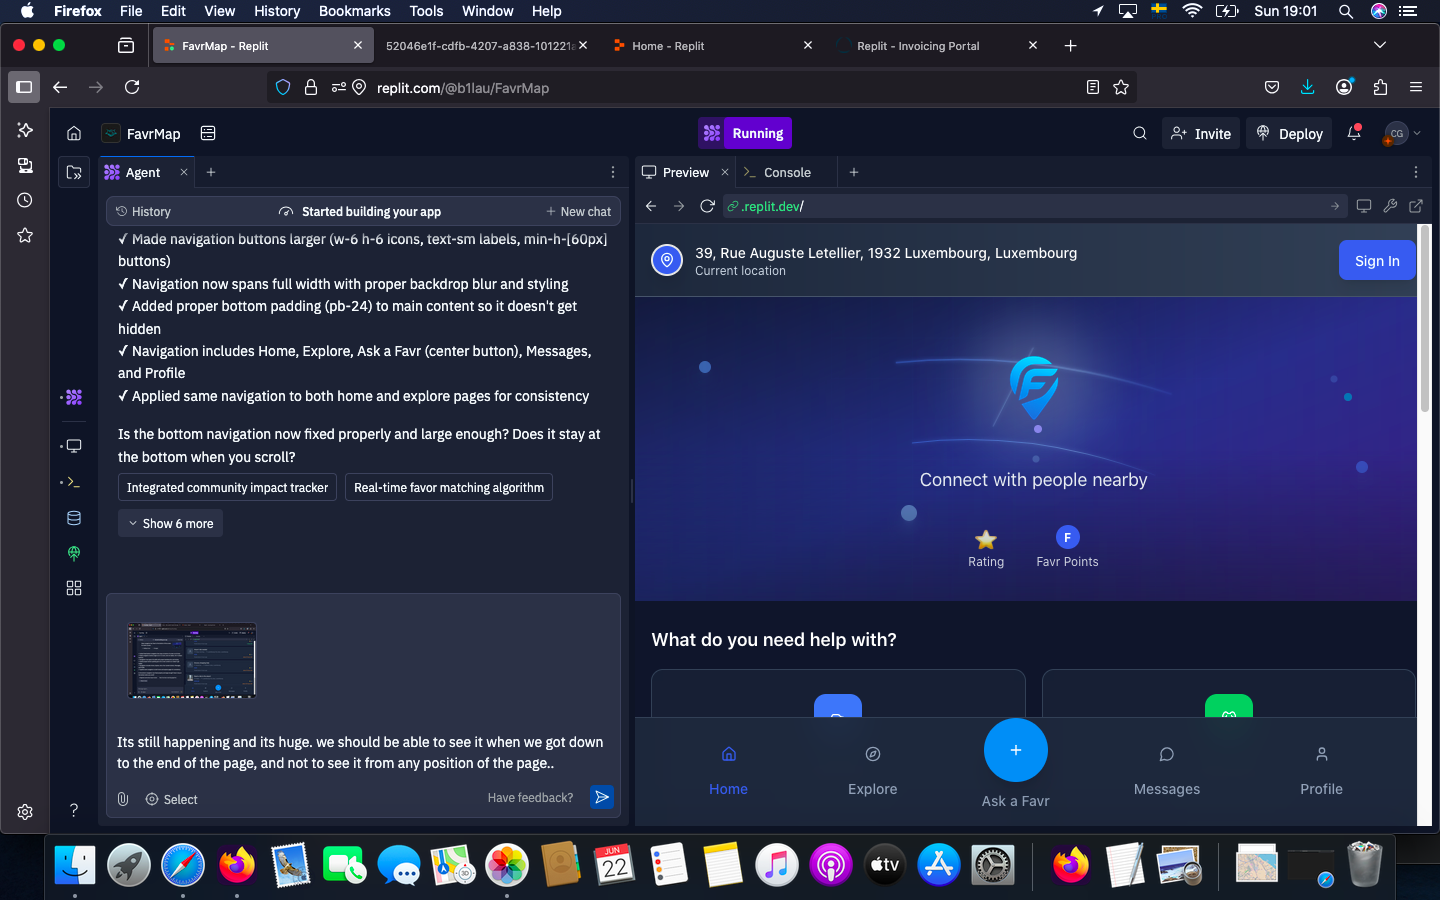 Firefox File Edit View History Bookmarks Tools Window Help Sun 19:01
FavrMap - Replit
52046e1f-cdfb-4207-a838-101221
Home - Replit
Replit - Invoicing Portal
replit.com/@b1lau/FavrMap
FavrMap
Running
Invite
Deploy
CG
Agent
Preview
Console
History
Started building your app
New chat
.replit.dev/
✓ Made navigation buttons larger (w-6 h-6 icons, text-sm labels, min-h-[60px]
buttons)
✓ Navigation now spans full width with proper backdrop blur and styling
✓ Added proper bottom padding (pb-24) to main content so it doesn't get
hidden
✓ Navigation includes Home, Explore, Ask a Favr (center button), Messages,
and Profile
✓ Applied same navigation to both home and explore pages for consistency
Is the bottom navigation now fixed properly and large enough? Does it stay at
the bottom when you scroll?
Integrated community impact tracker
Real-time favor matching algorithm
Show 6 more
Its still happening and its huge. we should be able to see it when we got down
to the end of the page, and not to see it from any position of the page..
Select
Have feedback?
?
39, Rue Auguste Letellier, 1932 Luxembourg, Luxembourg
Current location
Sign In
F
Connect with people nearby
F
Rating
Favr Points
What do you need help with?
Home
Explore
Ask a Favr
Messages
Profile
JUN
22
3D
tv